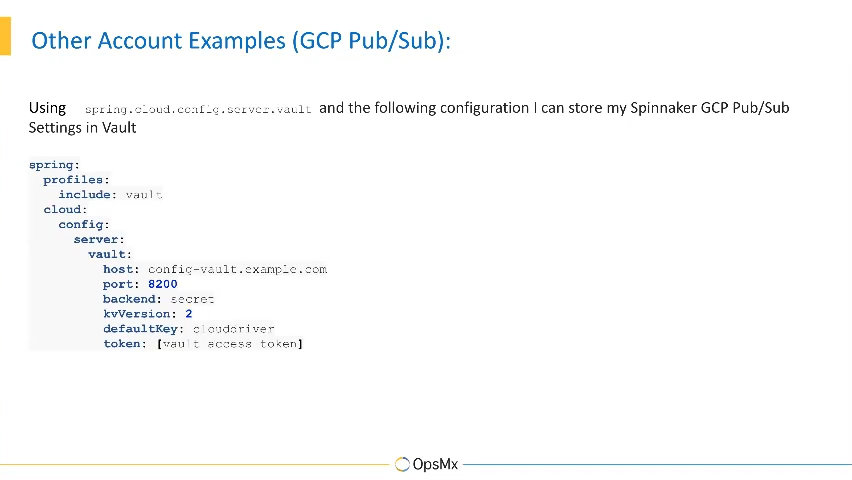 Other Account Examples (GCP Pub/Sub):
Using spring.cloud.config.server.vault and the following configuration I can store my Spinnaker GCP Pub/Sub
Settings in Vault
spring:
  profiles:
    include: vault
  cloud:
    config:
      server:
        vault:
          host: config-vault.example.com
          port: 8200
          backend: secret
          kvVersion: 2
          defaultKey: clouddriver
          token: [vault access token]
OpsMx